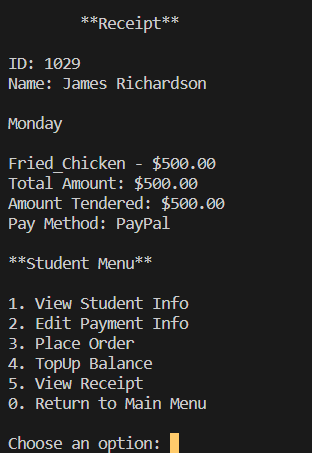 **Receipt**
ID: 1029
Name: James Richardson
Monday
Fried_Chicken - $500.00
Total Amount: $500.00
Amount Tendered: $500.00
Pay Method: PayPal
**Student Menu**
1. View Student Info
2. Edit Payment Info
3. Place Order
4. TopUp Balance
5. View Receipt
0. Return to Main Menu
Choose an option: